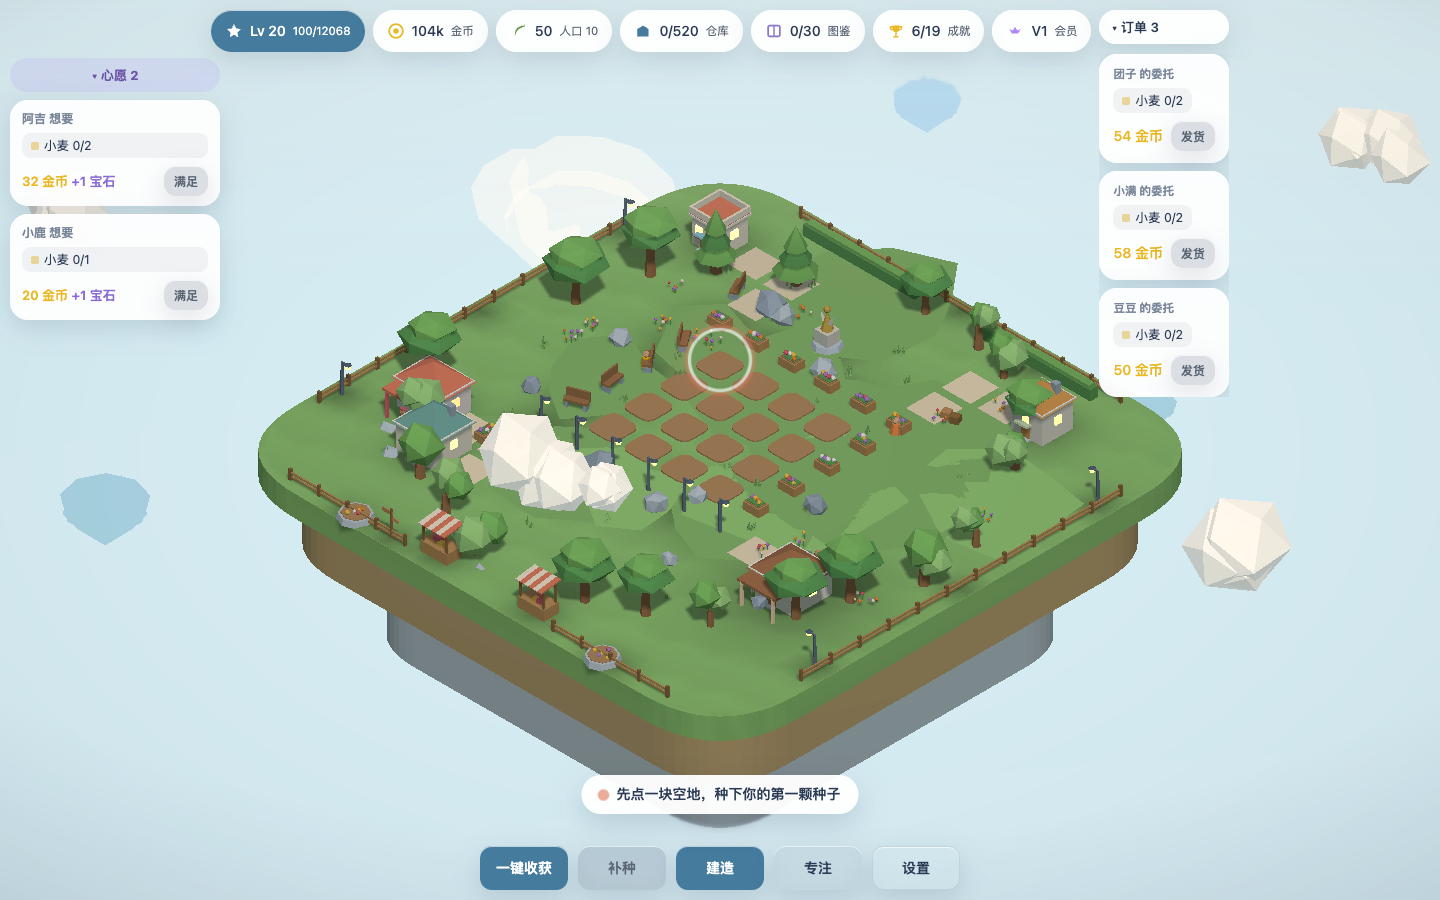 Lv 20 100/12068
104k 金币
50 人口 10
0/520 仓库
0/30 图鉴
6/19 成就
V1 会员
▾ 订单 3
▾ 心愿 2
阿吉 想要
小麦 0/2
32 金币 +1 宝石
满足
小鹿 想要
小麦 0/1
20 金币 +1 宝石
满足
团子 的委托
小麦 0/2
54 金币
发货
小满 的委托
小麦 0/2
58 金币
发货
豆豆 的委托
小麦 0/2
50 金币
发货
先点一块空地，种下你的第一颗种子
一键收获
补种
建造
专注
设置